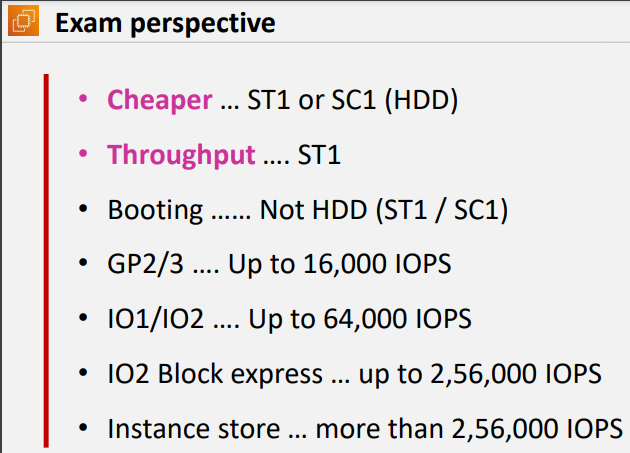 Exam perspective
• Cheaper ... ST1 or SC1 (HDD)
• Throughput .... ST1
• Booting ...... Not HDD (ST1 / SC1)
• GP2/3 .... Up to 16,000 IOPS
• IO1/IO2 .... Up to 64,000 IOPS
• IO2 Block express ... up to 2,56,000 IOPS
• Instance store ... more than 2,56,000 IOPS